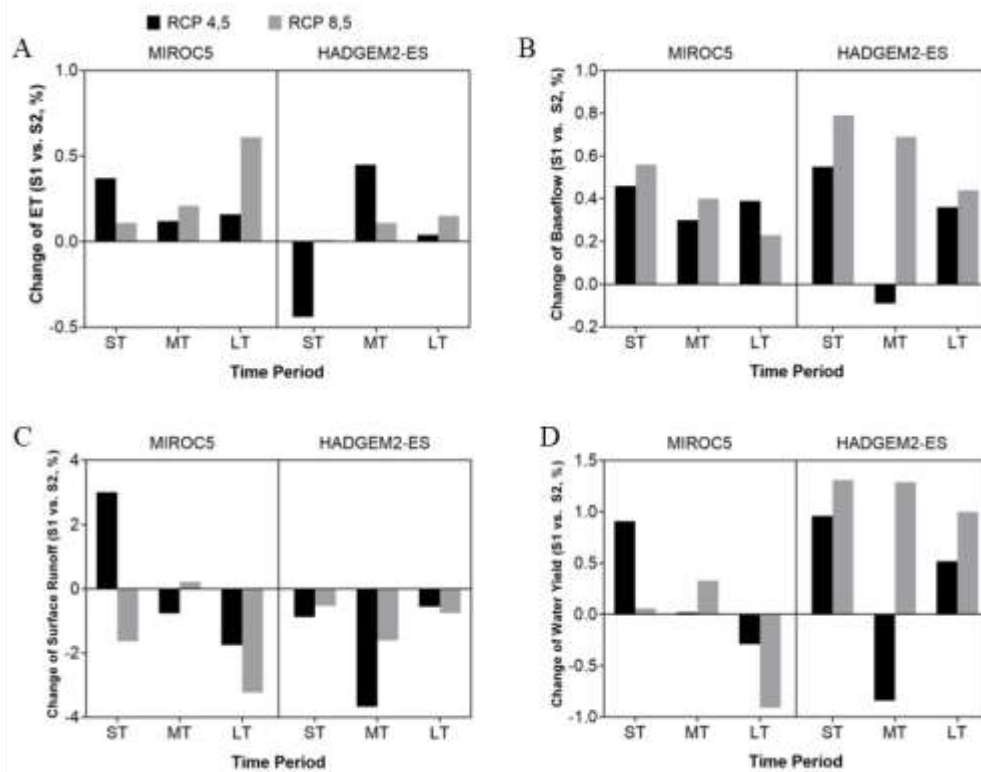 RCP 4,5 RCP 8,5
A
MIROC5 HADGEM2-ES
Change of ET (S1 vs. S2, %)
1.0
0.5
0.0
-0.5
ST MT LT ST MT LT
Time Period
B
MIROC5 HADGEM2-ES
Change of Baseflow (S1 vs. S2, %)
1.0
0.8
0.6
0.4
0.2
0.0
-0.2
ST MT LT ST MT LT
Time Period
C
MIROC5 HADGEM2-ES
Change of Surface Runoff (S1 vs. S2, %)
4
2
0
-2
-4
ST MT LT ST MT LT
Time Period
D
MIROC5 HADGEM2-ES
Change of Water Yield (S1 vs. S2, %)
1.5
1.0
0.5
0.0
-0.5
-1.0
ST MT LT ST MT LT
Time Period